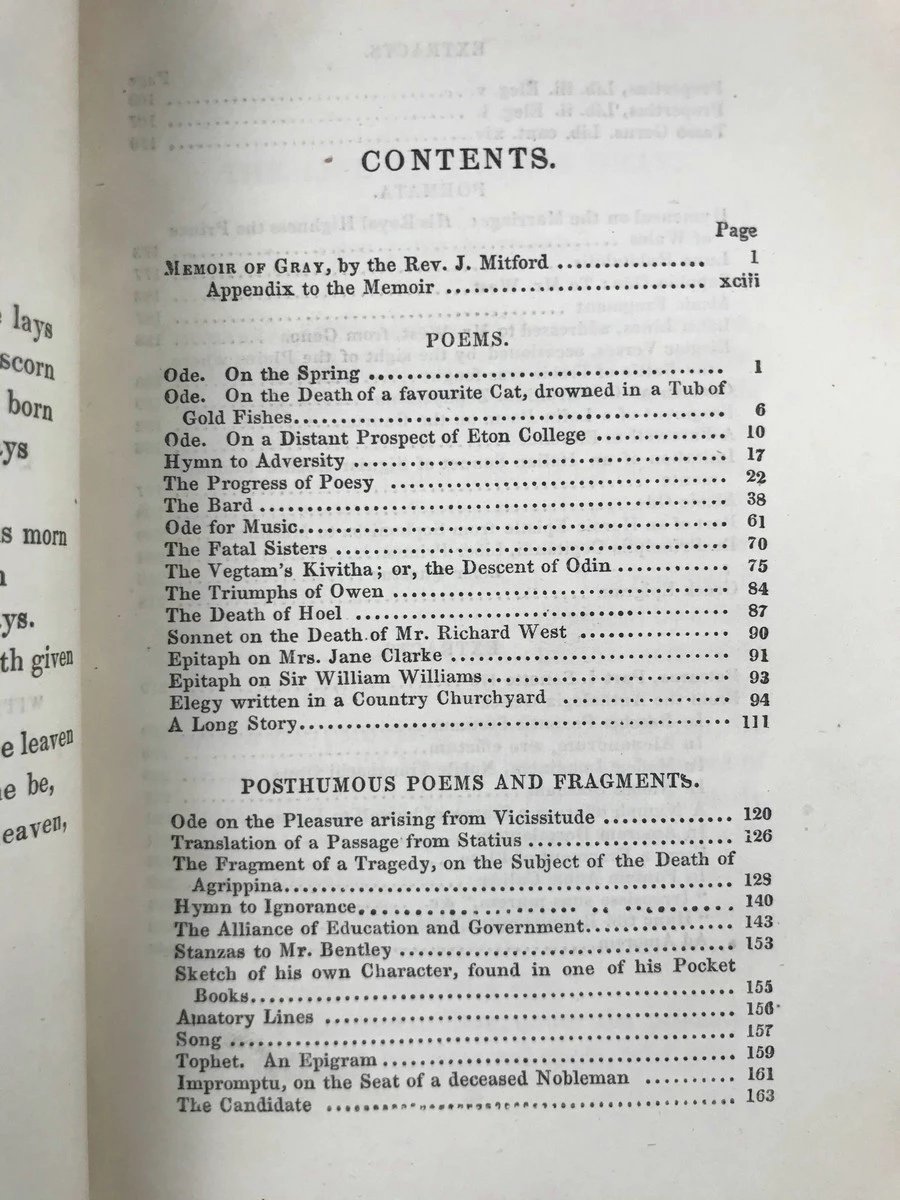 lays
scorn
born
ys
s morn
ys.
th given
e leaven
e be,
eaven,
CONTENTS.
Page
MEMOIR OF GRAY, by the Rev. J. Mitford ................ 1
Appendix to the Memoir ............................ xciii
POEMS.
Ode. On the Spring ...................................... 1
Ode. On the Death of a favourite Cat, drowned in a Tub of
Gold Fishes.............................................. 6
Ode. On a Distant Prospect of Eton College .............. 10
Hymn to Adversity ....................................... 17
The Progress of Poesy ................................... 22
The Bard ................................................ 38
Ode for Music............................................ 61
The Fatal Sisters ....................................... 70
The Vegtam's Kivitha; or, the Descent of Odin ............ 75
The Triumphs of Owen .................................... 84
The Death of Hoel ....................................... 87
Sonnet on the Death of Mr. Richard West ................ 90
Epitaph on Mrs. Jane Clarke ............................. 91
Epitaph on Sir William Williams.......................... 93
Elegy written in a Country Churchyard .................. 94
A Long Story............................................. 111
POSTHUMOUS POEMS AND FRAGMENTS.
Ode on the Pleasure arising from Vicissitude .............. 120
Translation of a Passage from Statius ...................... 126
The Fragment of a Tragedy, on the Subject of the Death of
Agrippina................................................ 128
Hymn to Ignorance........................................ 140
The Alliance of Education and Government................ 143
Stanzas to Mr. Bentley .................................. 153
Sketch of his own Character, found in one of his Pocket
Books.................................................... 155
Amatory Lines ........................................... 156
Song .................................................... 157
Tophet. An Epigram ...................................... 159
Impromptu, on the Seat of a deceased Nobleman .......... 161
The Candidate ........................................... 163